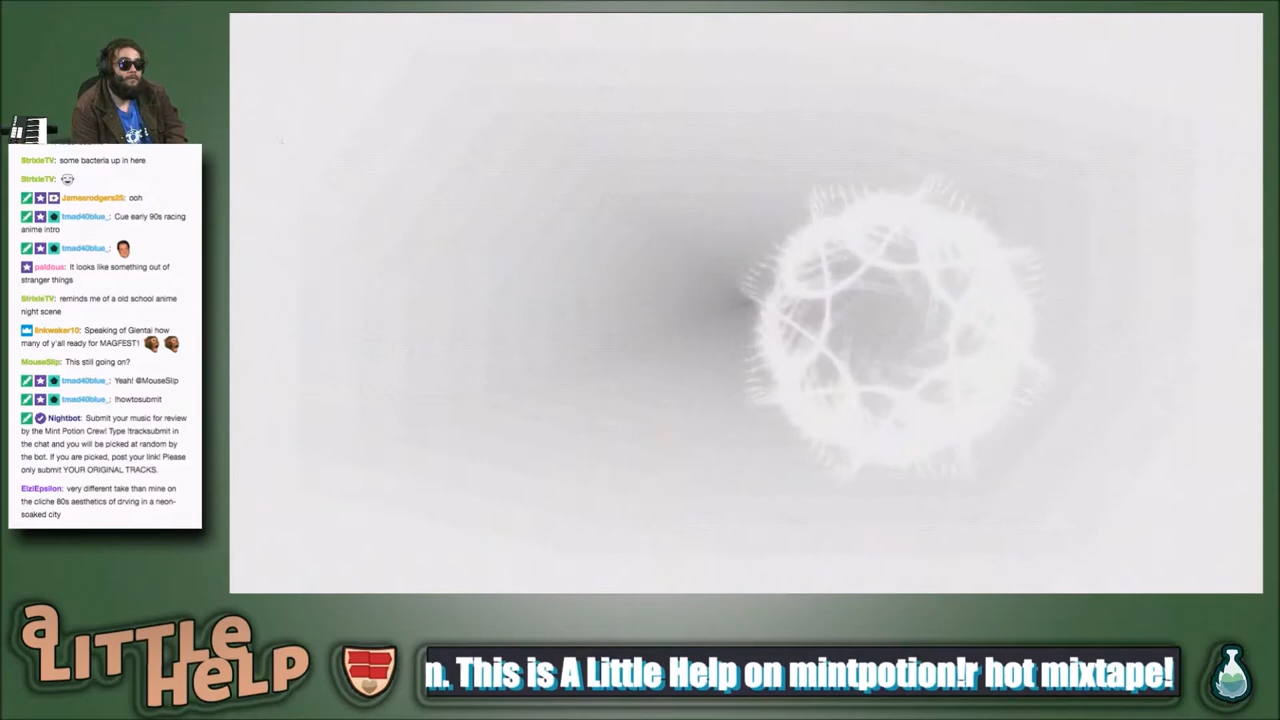 StrixieTV: some bacteria up in here
StrixieTV:
Jamesrodgers25: ooh
tmad40blue_: Cue early 90s racing
anime intro
tmad40blue_:
paldous: It looks like something out of
stranger things
StrixieTV: reminds me of a old school anime
night scene
linkwaker10: Speaking of Gientai how
many of y'all ready for MAGFEST!
MouseSlip: This still going on?
tmad40blue_: Yeah! @MouseSlip
tmad40blue_: !howtosubmit
Nightbot: Submit your music for review
by the Mint Potion Crew! Type !tracksubmit in
the chat and you will be picked at random by
the bot. If you are picked, post your link! Please
only submit YOUR ORIGINAL TRACKS.
ElziEpsilon: very different take than mine on
the cliche 80s aesthetics of drving in a neon-
soaked city
a LITTLe HeLP
n. This is A Little Help on mintpotion!r hot mixtape!